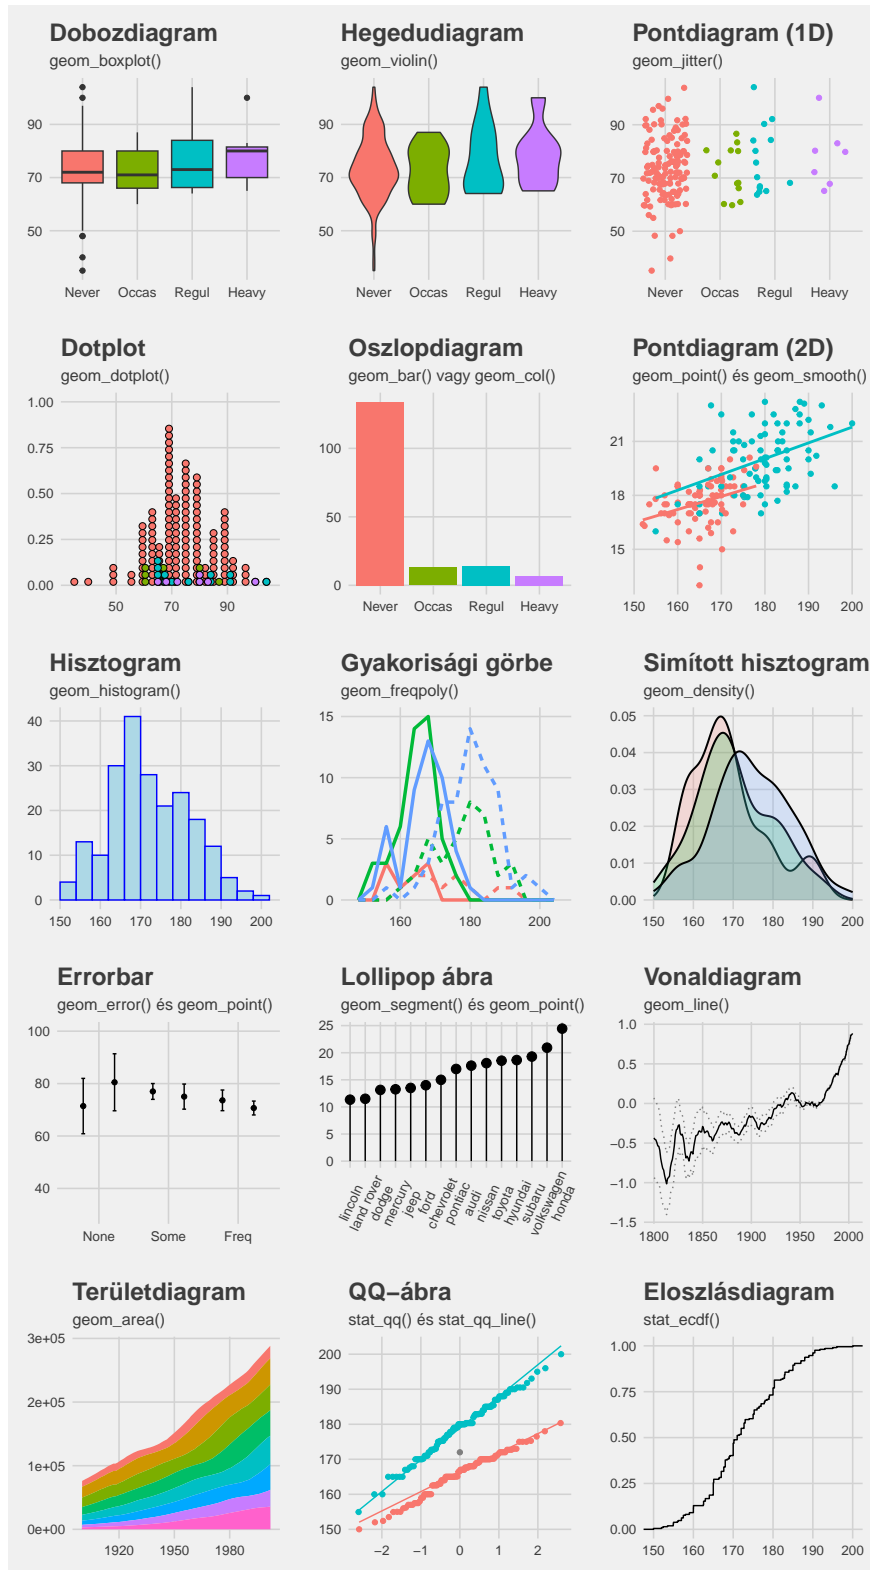 Dobozdiagram
geom_boxplot()
90
70
50
Never Occas Regul Heavy
Hegedudiagram
geom_violin()
90
70
50
Never Occas Regul Heavy
Pontdiagram (1D)
geom_jitter()
90
70
50
Never Occas Regul Heavy
Dotplot
geom_dotplot()
1.00
0.75
0.50
0.25
0.00
50 70 90
Oszlopdiagram
geom_bar() vagy geom_col()
100
50
0
Never Occas Regul Heavy
Pontdiagram (2D)
geom_point() és geom_smooth()
21
18
15
150 160 170 180 190 200
Hisztogram
geom_histogram()
40
30
20
10
0
150 160 170 180 190 200
Gyakorisági görbe
geom_freqpoly()
15
10
5
0
160 180 200
Simított hisztogram
geom_density()
0.05
0.04
0.03
0.02
0.01
0.00
150 160 170 180 190 200
Errorbar
geom_error() és geom_point()
100
80
60
40
None Some Freq
Lollipop ábra
geom_segment() és geom_point()
25
20
15
10
5
0
lincoln
land rover
dodge
mercury
jeep
ford
chevrolet
pontiac
audi
nissan
toyota
hyundai
subaru
volkswagen
honda
Vonaldiagram
geom_line()
1.0
0.5
0.0
−0.5
−1.0
−1.5
1800 1850 1900 1950 2000
Területdiagram
geom_area()
3e+05
2e+05
1e+05
0e+00
1920 1950 1980
QQ−ábra
stat_qq() és stat_qq_line()
200
190
180
170
160
150
−2 −1 0 1 2
Eloszlásdiagram
stat_ecdf()
1.00
0.75
0.50
0.25
0.00
150 160 170 180 190 200